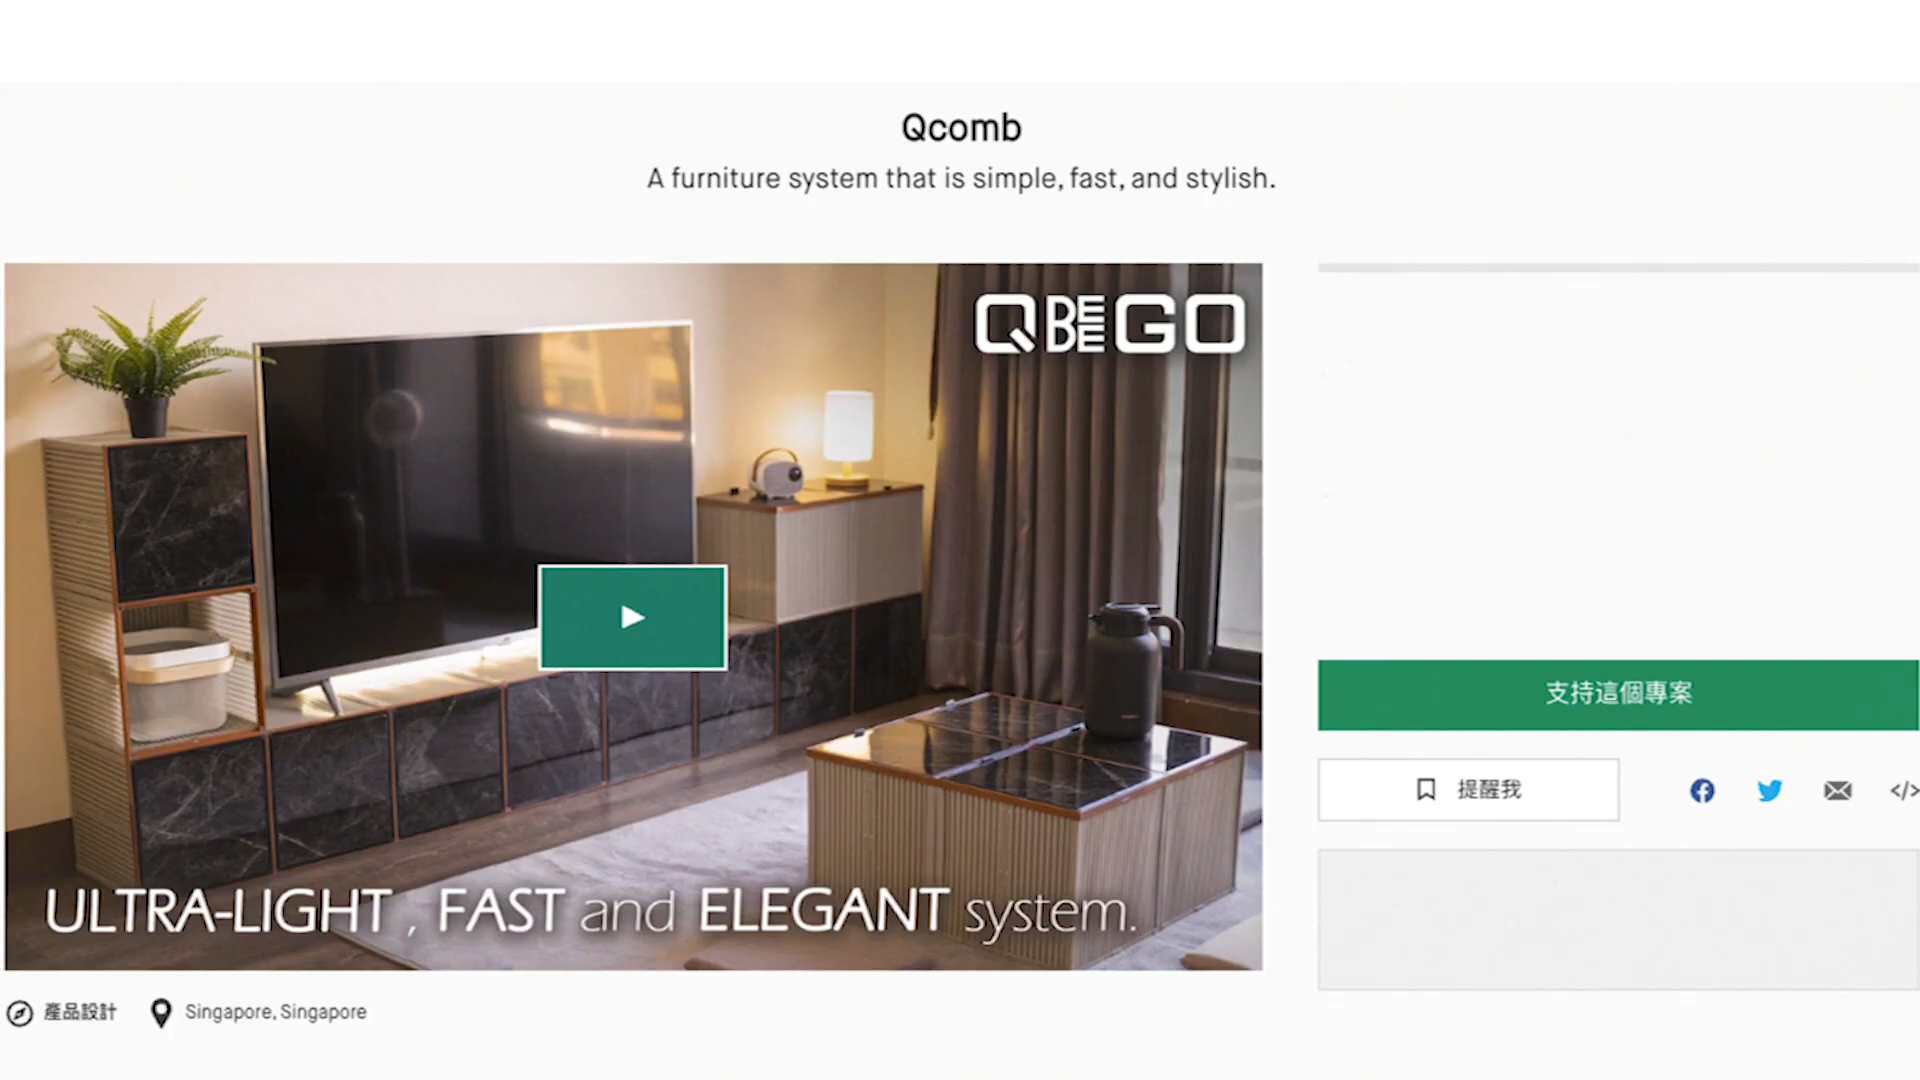 Qcomb
A furniture system that is simple, fast, and stylish.
QBEEGO
ULTRA-LIGHT , FAST and ELEGANT system.
支持這個專案
提醒我
產品設計
Singapore, Singapore